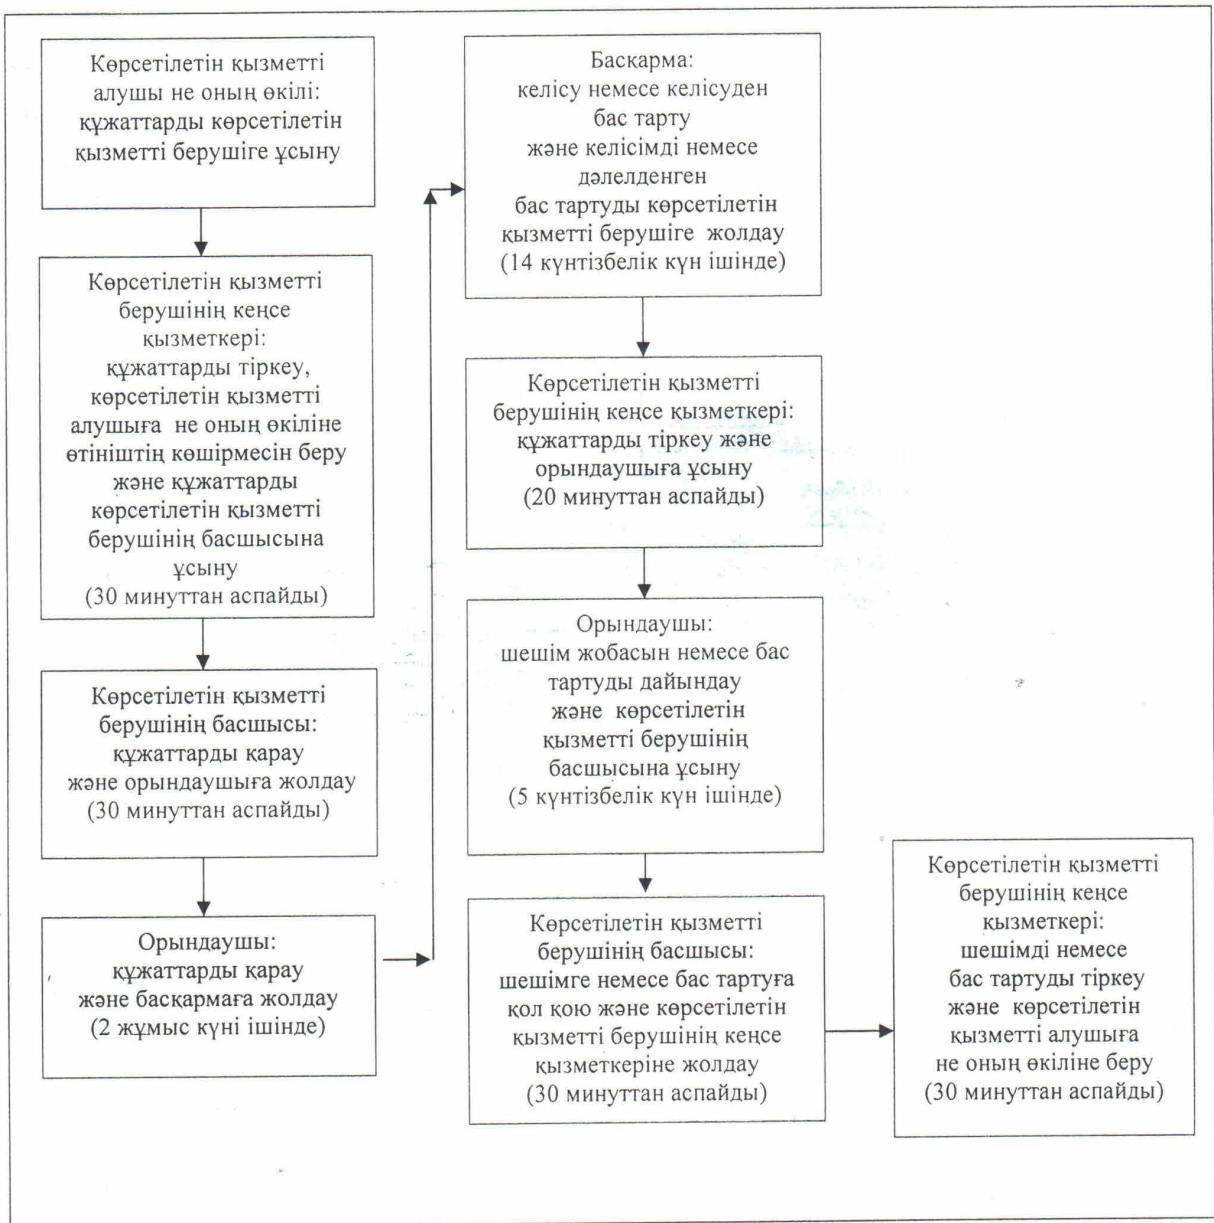 Көрсетілетін қызметті
алушы не оның өкілі:
құжаттарды көрсетілетін
қызметті берушіге ұсыну
Көрсетілетін қызметті
берушінің кеңсе
қызметкері:
құжаттарды тіркеу,
көрсетілетін қызметті
алушыға не оның өкіліне
өтініштің көшірмесін беру
және құжаттарды
көрсетілетін қызметті
берушінің басшысына
ұсыну
(30 минуттан аспайды)
Көрсетілетін қызметті
берушінің басшысы:
құжаттарды қарау
және орындаушыға жолдау
(30 минуттан аспайды)
Орындаушы:
құжаттарды қарау
және басқармаға жолдау
(2 жұмыс күні ішінде)
Басқарма:
келісу немесе келісуден
бас тарту
және келісімді немесе
дәлелденген
бас тартуды көрсетілетін
қызметті берушіге жолдау
(14 күнтізбелік күн ішінде)
Көрсетілетін қызметті
берушінің кеңсе қызметкері:
құжаттарды тіркеу және
орындаушыға ұсыну
(20 минуттан аспайды)
Орындаушы:
шешім жобасын немесе бас
тартуды дайындау
және көрсетілетін
қызметті берушінің
басшысына ұсыну
(5 күнтізбелік күн ішінде)
Көрсетілетін қызметті
берушінің басшысы:
шешімге немесе бас тартуға
қол қою және көрсетілетін
қызметті берушінің кеңсе
қызметкеріне жолдау
(30 минуттан аспайды)
Көрсетілетін қызметті
берушінің кеңсе
қызметкері:
шешімді немесе
бас тартуды тіркеу
және көрсетілетін
қызметті алушыға
не оның өкіліне беру
(30 минуттан аспайды)